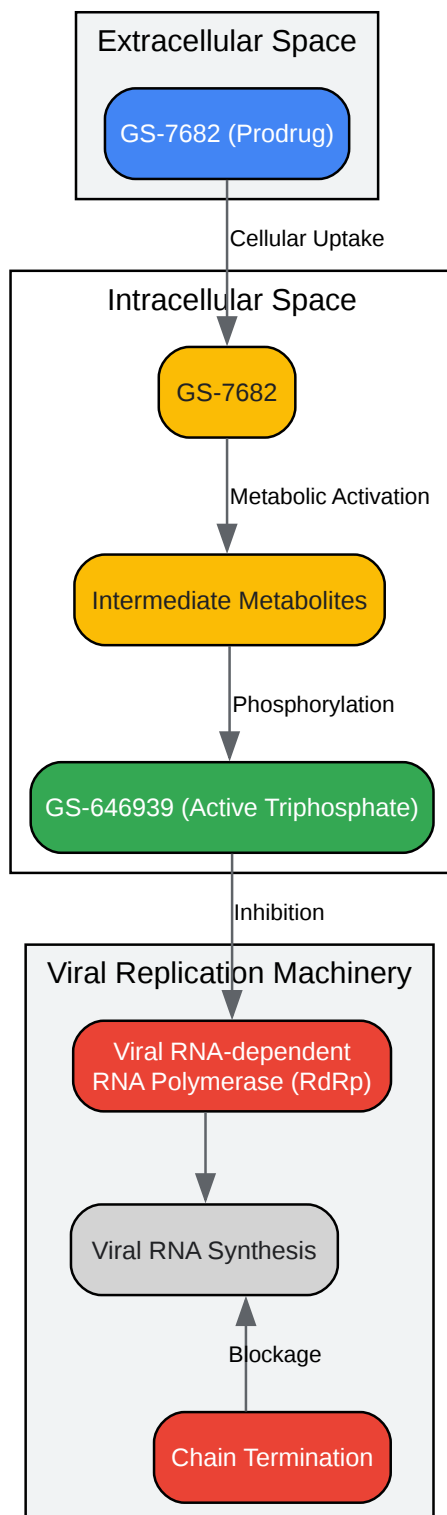 Extracellular Space
GS-7682 (Prodrug)
Cellular Uptake
Intracellular Space
GS-7682
Metabolic Activation
Intermediate Metabolites
Phosphorylation
GS-646939 (Active Triphosphate)
Inhibition
Viral Replication Machinery
Viral RNA-dependent
RNA Polymerase (RdRp)
Viral RNA Synthesis
Blockage
Chain Termination